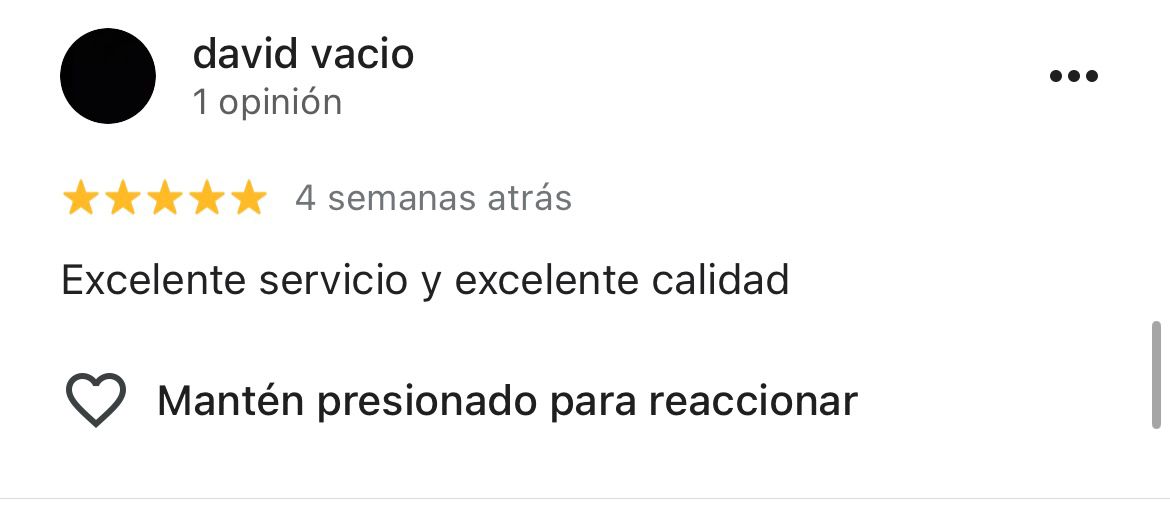 david vacio
1 opinión
4 semanas atrás
Excelente servicio y excelente calidad
Mantén presionado para reaccionar